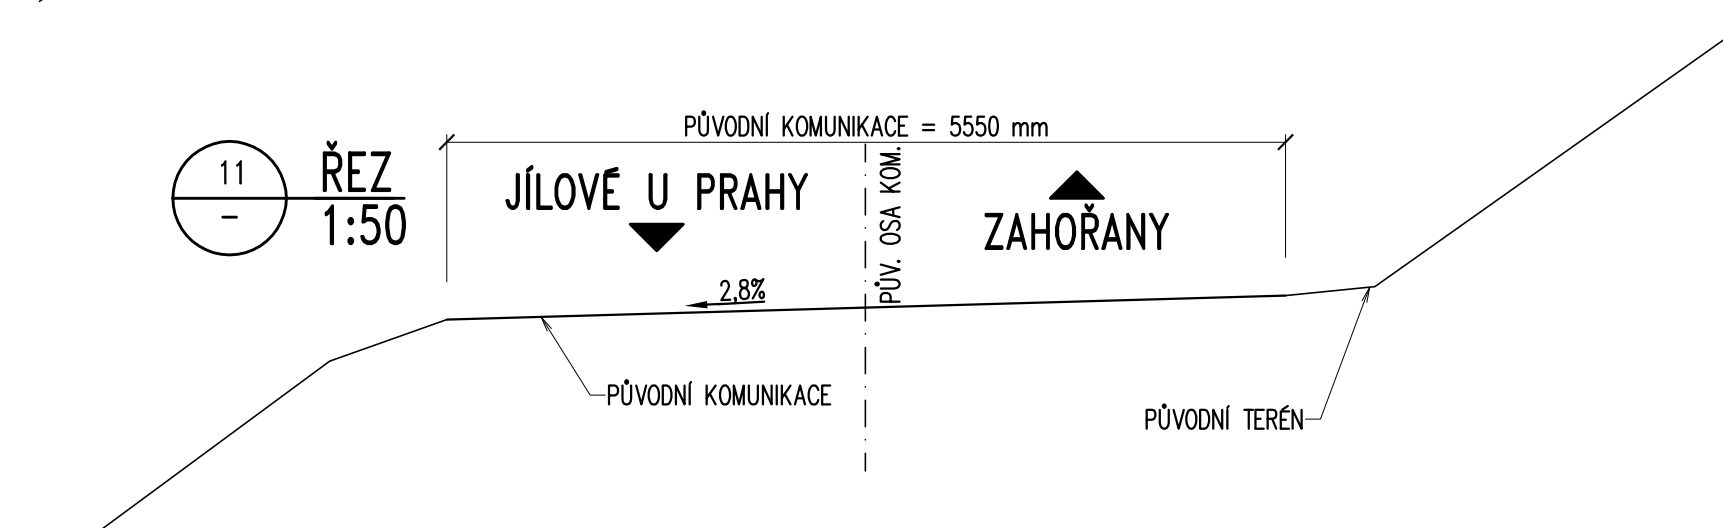 PŮVODNÍ KOMUNIKACE = 5550 mm
11
–
ŘEZ
1:50
JÍLOVÉ U PRAHY
PŮV. OSA KOM.
ZAHOŘANY
2,8%
PŮVODNÍ KOMUNIKACE
PŮVODNÍ TERÉN